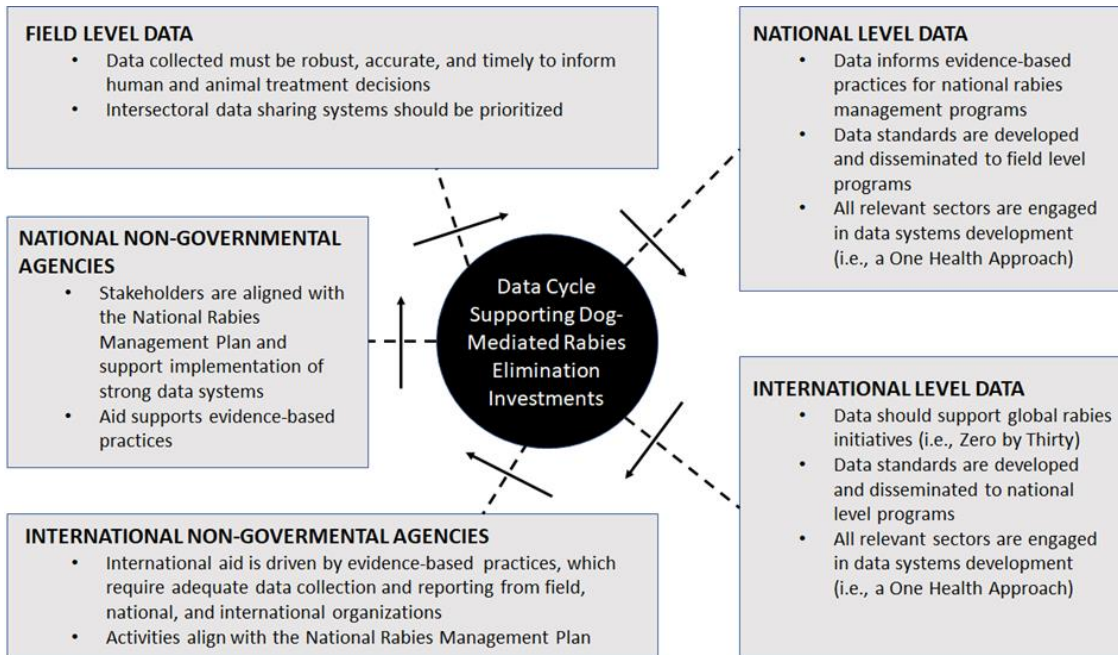 FIELD LEVEL DATA
• Data collected must be robust, accurate, and timely to inform
human and animal treatment decisions
• Intersectoral data sharing systems should be prioritized
NATIONAL LEVEL DATA
• Data informs evidence-based
practices for national rabies
management programs
• Data standards are developed
and disseminated to field level
programs
• All relevant sectors are engaged
in data systems development
(i.e., a One Health Approach)
NATIONAL NON-GOVERNMENTAL
AGENCIES
• Stakeholders are aligned with
the National Rabies
Management Plan and
support implementation of
strong data systems
• Aid supports evidence-based
practices
Data Cycle
Supporting Dog-
Mediated Rabies
Elimination
Investments
INTERNATIONAL LEVEL DATA
• Data should support global rabies
initiatives (i.e., Zero by Thirty)
• Data standards are developed
and disseminated to national
level programs
• All relevant sectors are engaged
in data systems development
(i.e., a One Health Approach)
INTERNATIONAL NON-GOVERMENTAL AGENCIES
• International aid is driven by evidence-based practices, which
require adequate data collection and reporting from field,
national, and international organizations
• Activities align with the National Rabies Management Plan